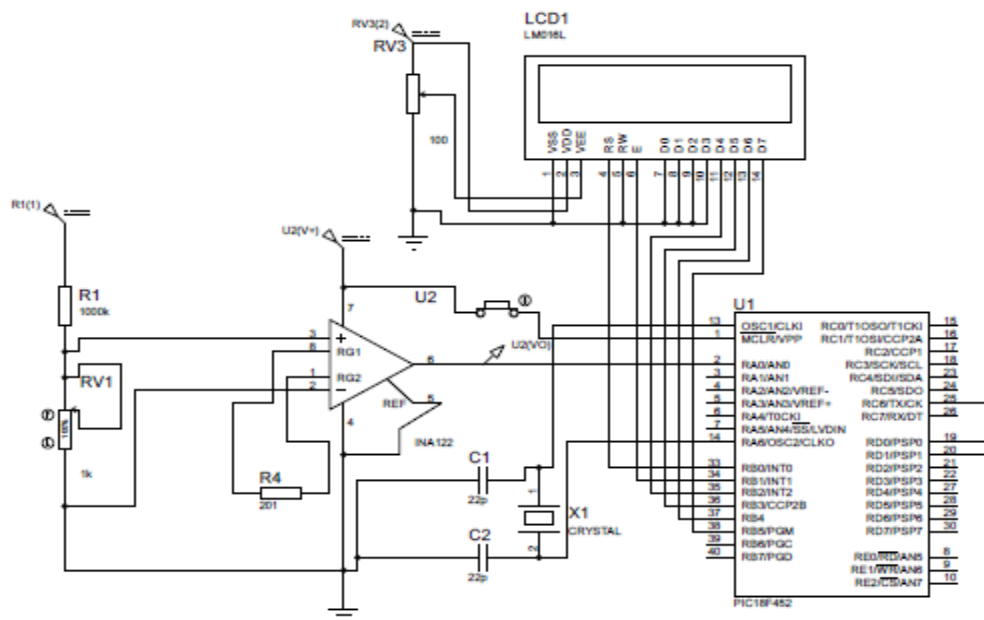 RV3(2)
RV3
100
LCD1
LM016L
VSS
VDD
VEE
RS
RW
E
D0
D1
D2
D3
D4
D5
D6
D7
1
2
3
4
5
6
7
8
9
10
11
12
13
14
R1(1)
R1
1000k
RV1
1k
U2(V+)
U2
7
3
8
1
2
6
5
4
+
RG1
RG2
−
REF
INA122
U2(VO)
R4
201
C1
22p
C2
22p
1
X1
CRYSTAL
2
U1
13 OSC1/CLKI
1 MCLR/VPP
2 RA0/AN0
3 RA1/AN1
4 RA2/AN2/VREF-
5 RA3/AN3/VREF+
6 RA4/T0CKI
7 RA5/AN4/SS/LVDIN
14 RA6/OSC2/CLKO
33 RB0/INT0
34 RB1/INT1
35 RB2/INT2
36 RB3/CCP2B
37 RB4
38 RB5/PGM
39 RB6/PGC
40 RB7/PGD
RC0/T1OSO/T1CKI 15
RC1/T1OSI/CCP2A 16
RC2/CCP1 17
RC3/SCK/SCL 18
RC4/SDI/SDA 23
RC5/SDO 24
RC6/TX/CK 25
RC7/RX/DT 26
RD0/PSP0 19
RD1/PSP1 20
RD2/PSP2 21
RD3/PSP3 22
RD4/PSP4 27
RD5/PSP5 28
RD6/PSP6 29
RD7/PSP7 30
RE0/RD/AN5 8
RE1/WR/AN6 9
RE2/CS/AN7 10
PIC18F452